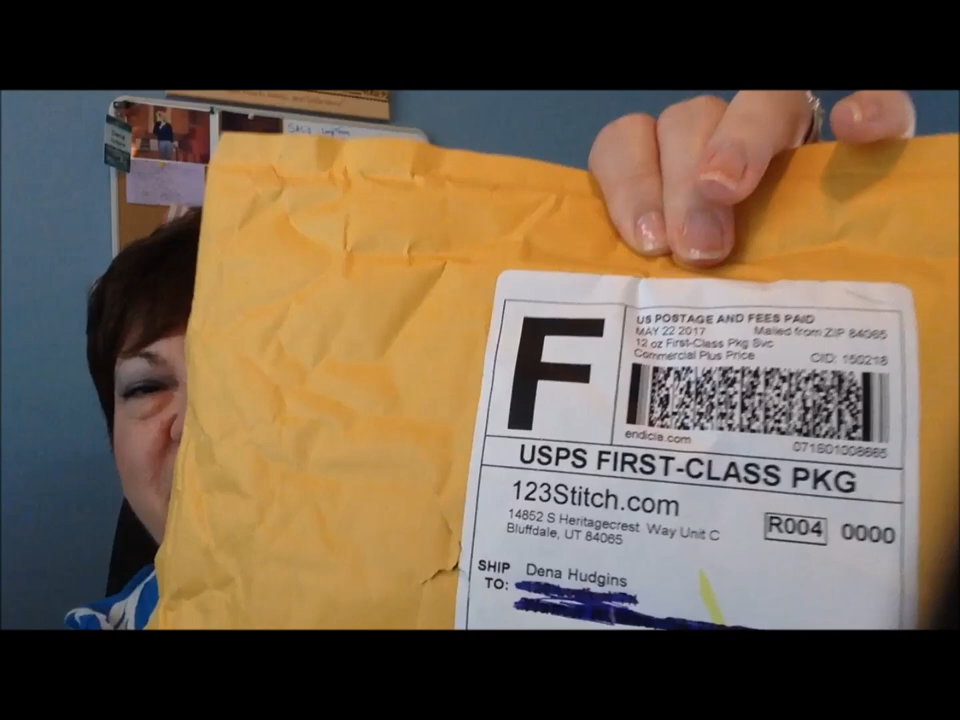 SALs
US POSTAGE AND FEES PAID
MAY 22 2017 Mailed from ZIP 84065
12 oz First-Class Pkg Svc
Commercial Plus Price CID: 150218
endicia.com 071S01008665
F
USPS FIRST-CLASS PKG
123Stitch.com
14852 S Heritagecrest Way Unit C
Bluffdale, UT 84065
R004 0000
SHIP TO: Dena Hudgins